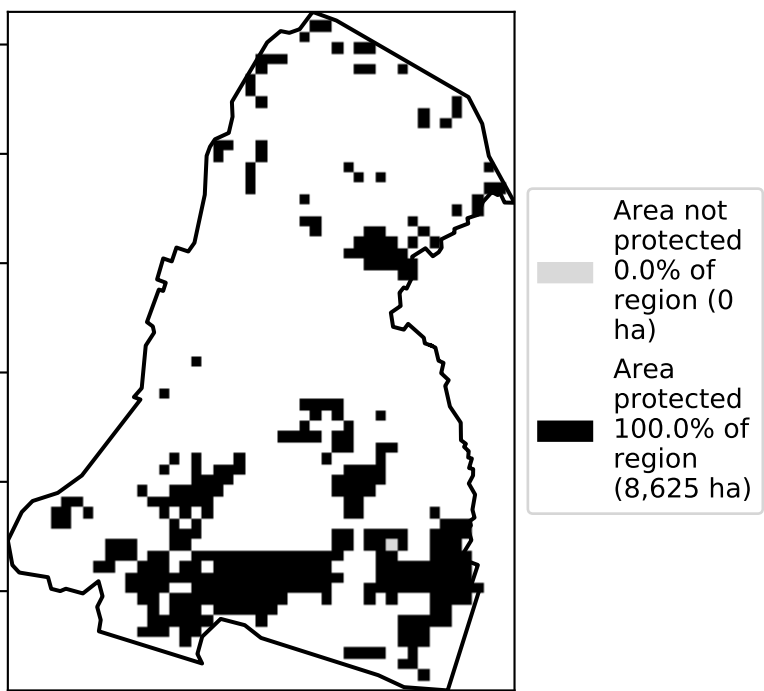 Area not
protected
0.0% of
region (0
ha)
Area
protected
100.0% of
region
(8,625 ha)